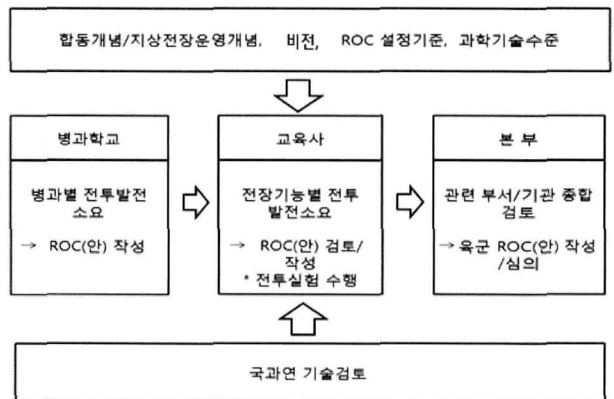 합동개념/지상전장운영개념, 비전, ROC 설정기준, 과학기술수준
병과학교
병과별 전투발전
소요
→ ROC(안) 작성
교육사
전장기능별 전투
발전소요
→ ROC(안) 검토/
작성
* 전투실험 수행
본 부
관련 부서/기관 종합
검토
→육군 ROC(안) 작성
/심의
국과연 기술검토